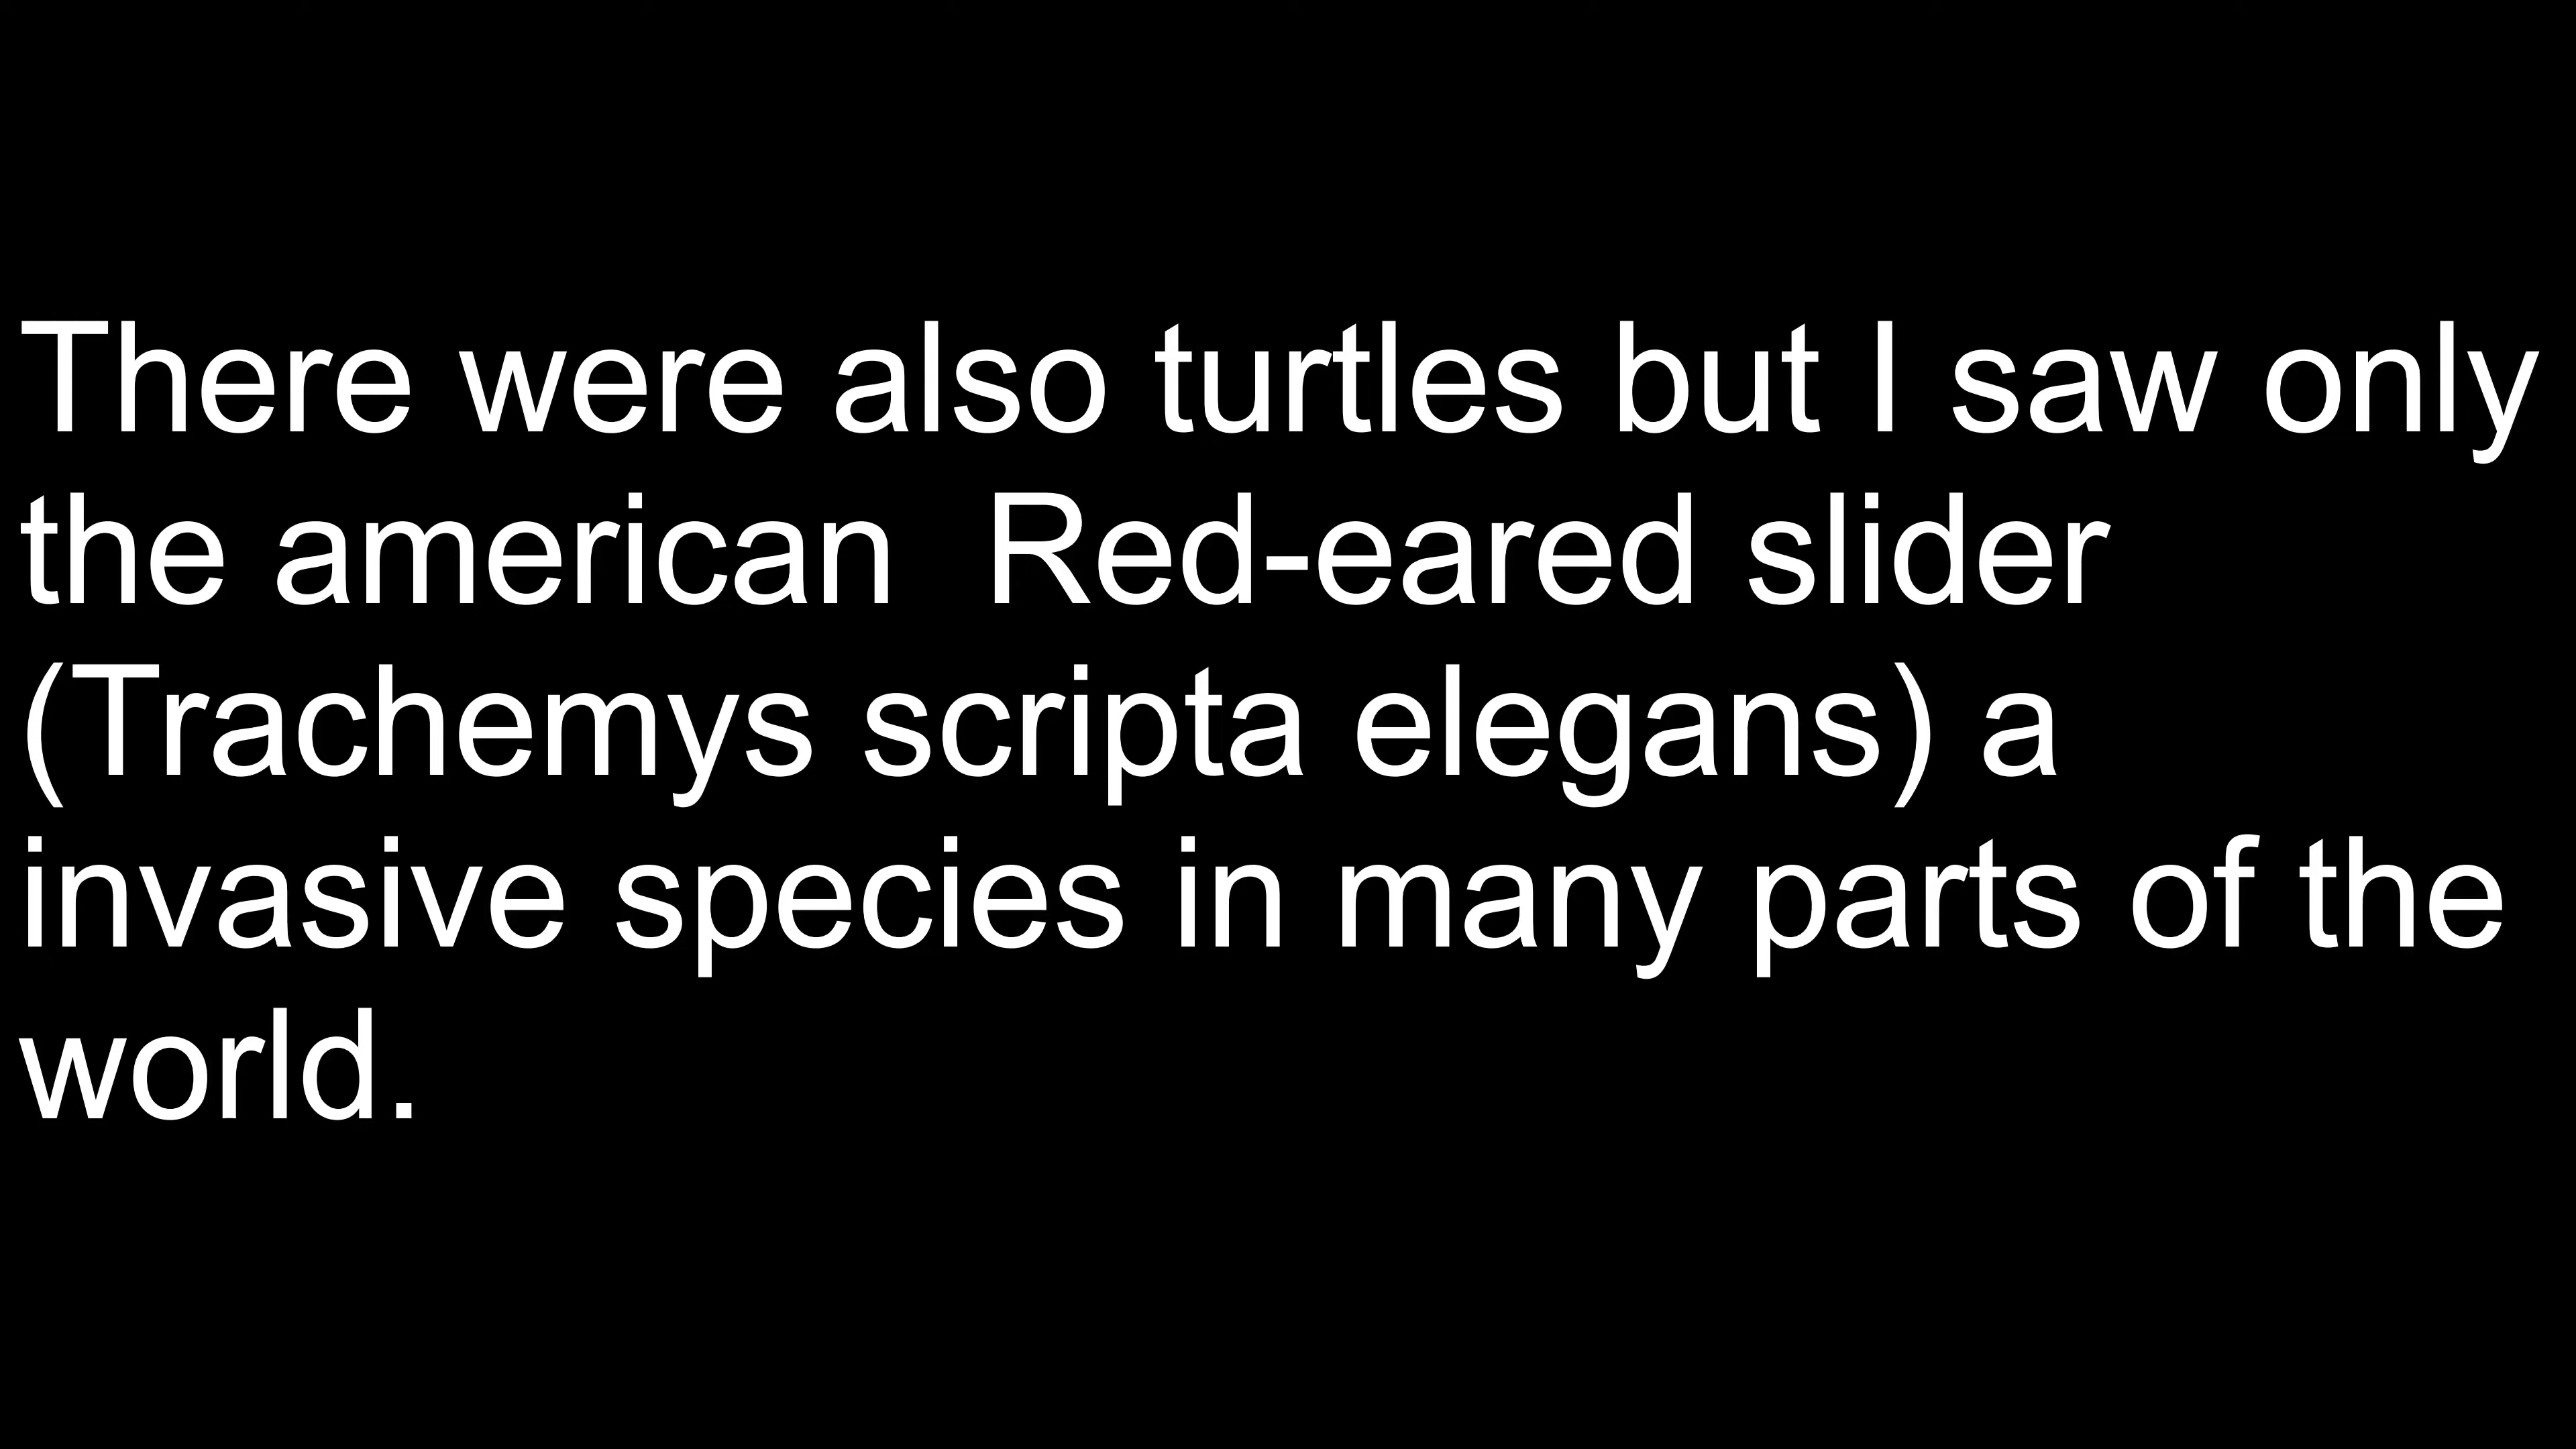 There were also turtles but I saw only
the american  Red-eared slider
(Trachemys scripta elegans) a
invasive species in many parts of the
world.